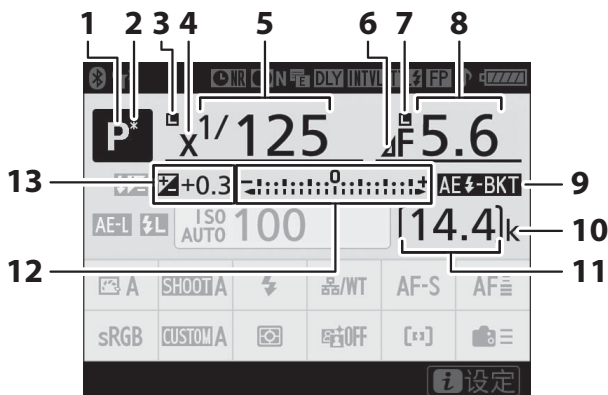 1 2 3 4 5 6 7 8
NR N E DLY INTVL FP
P* L x1/125 L F5.6
13 +0.3 - 0 + AE-BKT 9
AE-L L ISO AUTO 100 [14.4]k 10
12 11
A SHOOT A /WT AF-S AF
sRGB CUSTOM A OFF [ ]
i 设定